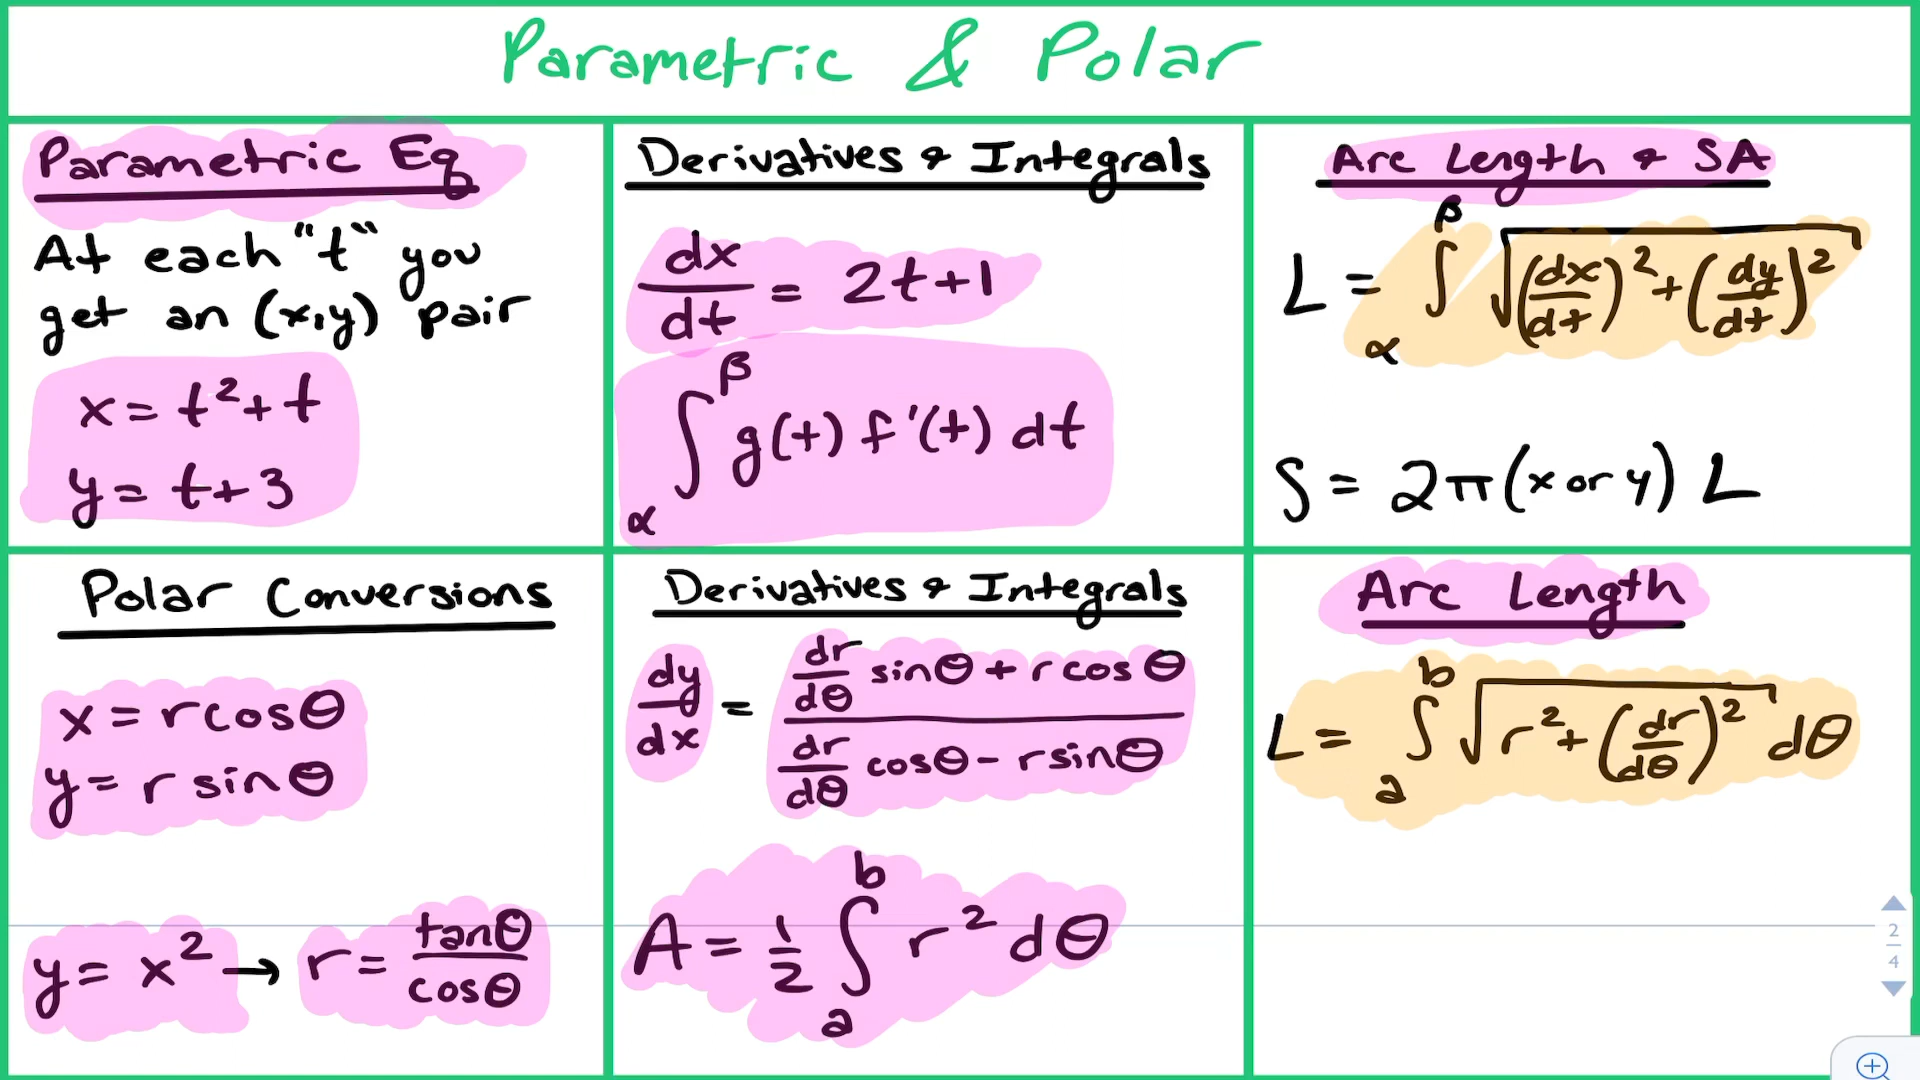 Parametric & Polar
Parametric Eq
At each "t" you
get an (x,y) pair
x = t² + t
y = t + 3
Derivatives & Integrals
dx/dt = 2t+1
∫_α^β g(t) f'(t) dt
Arc Length & SA
L = ∫_α^β √((dx/dt)² + (dy/dt)²)
S = 2π(x or y) L
Polar Conversions
x = r cosθ
y = r sinθ
y = x² → r = tanθ/cosθ
Derivatives & Integrals
dy/dx = (dr/dθ sinθ + r cosθ)/(dr/dθ cosθ - r sinθ)
A = 1/2 ∫_a^b r² dθ
Arc Length
L = ∫_a^b √(r² + (dr/dθ)²) dθ
2/4